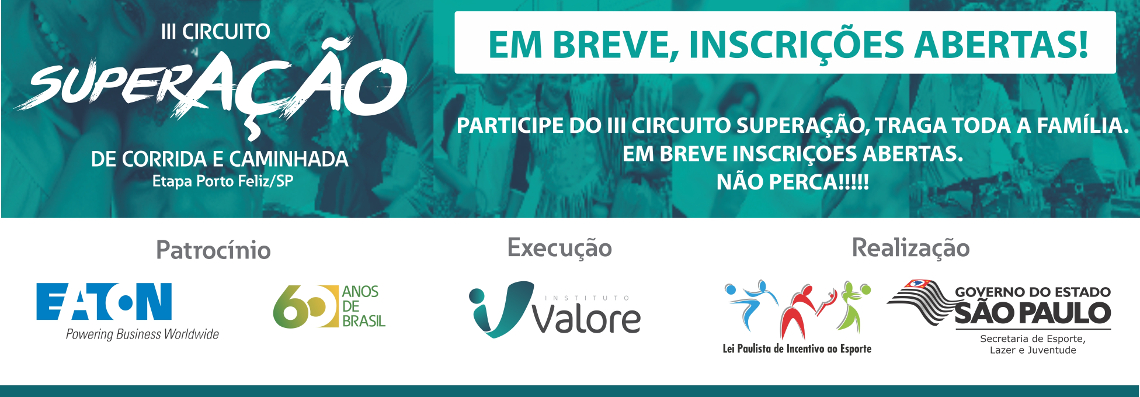 III CIRCUITO
SUPERAÇÃO
DE CORRIDA E CAMINHADA
Etapa Porto Feliz/SP
EM BREVE, INSCRIÇÕES ABERTAS!
PARTICIPE DO III CIRCUITO SUPERAÇÃO, TRAGA TODA A FAMÍLIA.
EM BREVE INSCRIÇOES ABERTAS.
NÃO PERCA!!!!!
Patrocínio
EATON
Powering Business Worldwide
60 ANOS
DE
BRASIL
Execução
INSTITUTO
Valore
Realização
Lei Paulista de Incentivo ao Esporte
GOVERNO DO ESTADO
SÃO PAULO
Secretaria de Esporte,
Lazer e Juventude